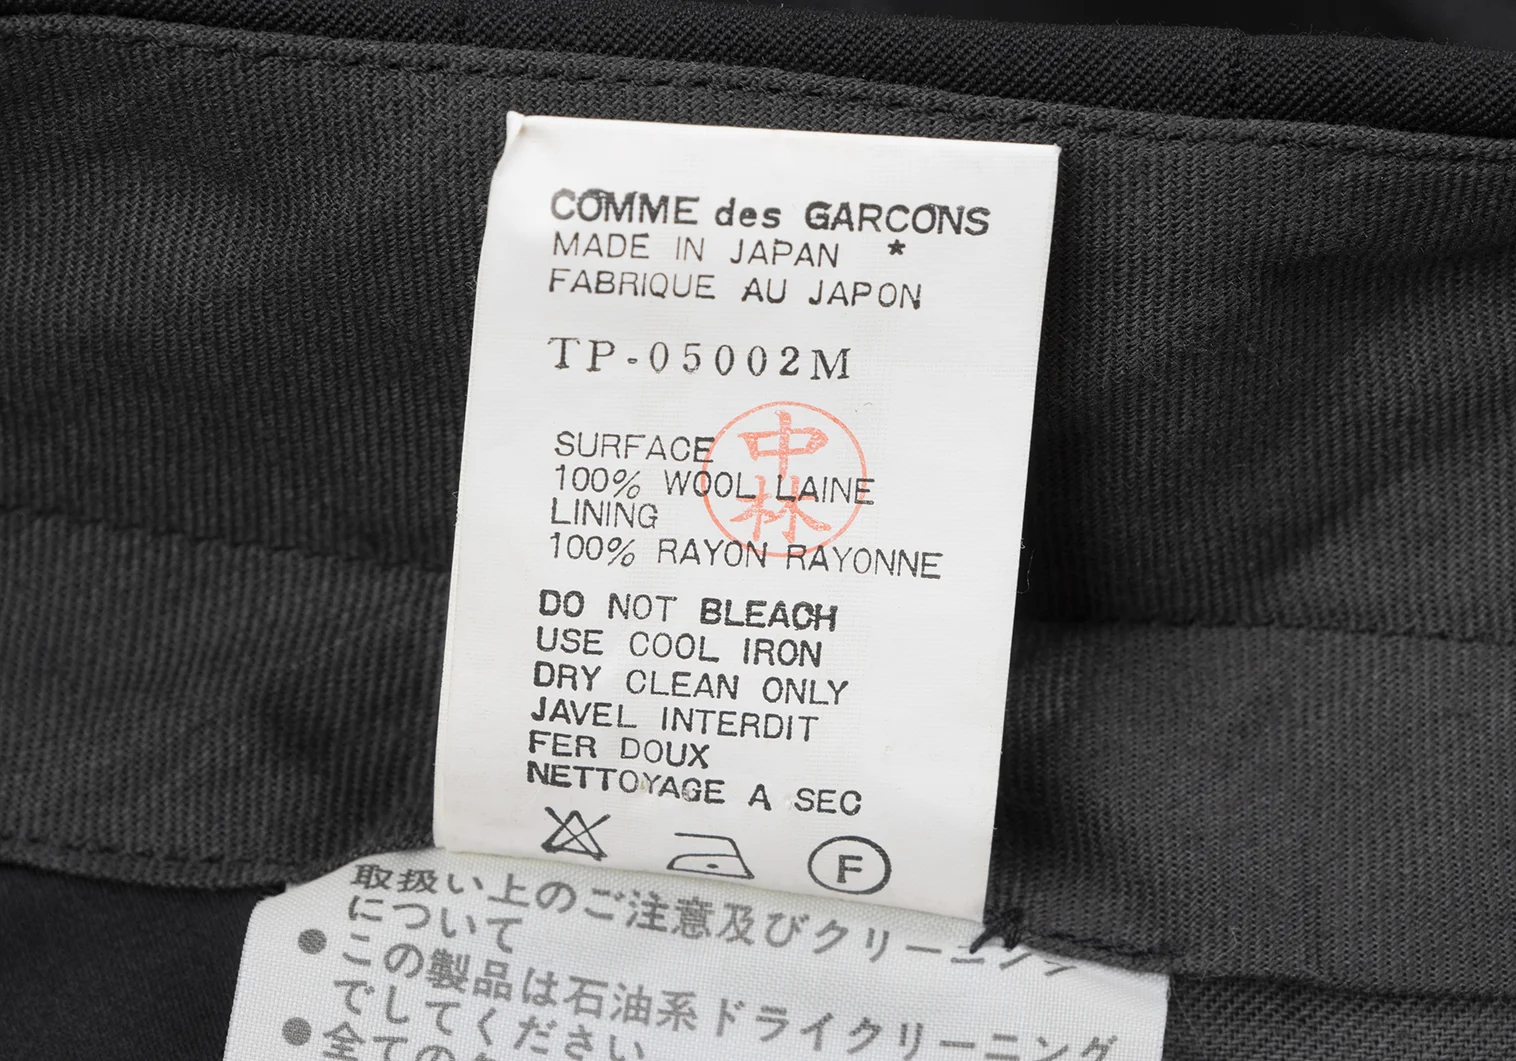 COMME des GARCONS
MADE IN JAPAN *
FABRIQUE AU JAPON
TP-05002M
中林
SURFACE
100% WOOL LAINE
LINING
100% RAYON RAYONNE
DO NOT BLEACH
USE COOL IRON
DRY CLEAN ONLY
JAVEL INTERDIT
FER DOUX
NETTOYAGE A SEC
F
取扱い上のご注意及びクリーニング
について
●この製品は石油系ドライクリーニング
でしてください
●全ての